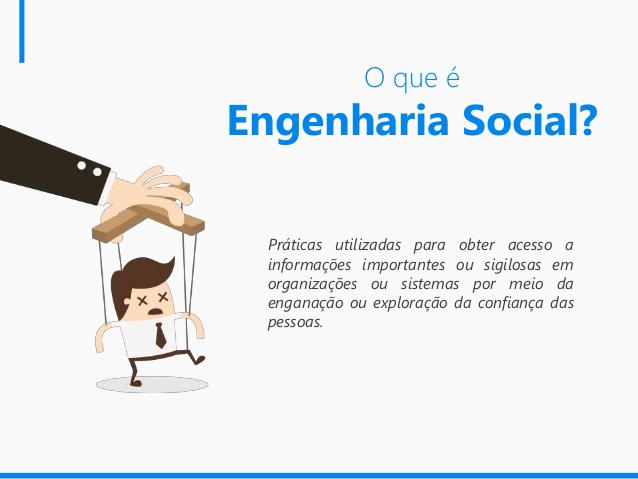 O que é
Engenharia Social?
Práticas utilizadas para obter acesso a
informações importantes ou sigilosas em
organizações ou sistemas por meio da
enganação ou exploração da confiança das
pessoas.